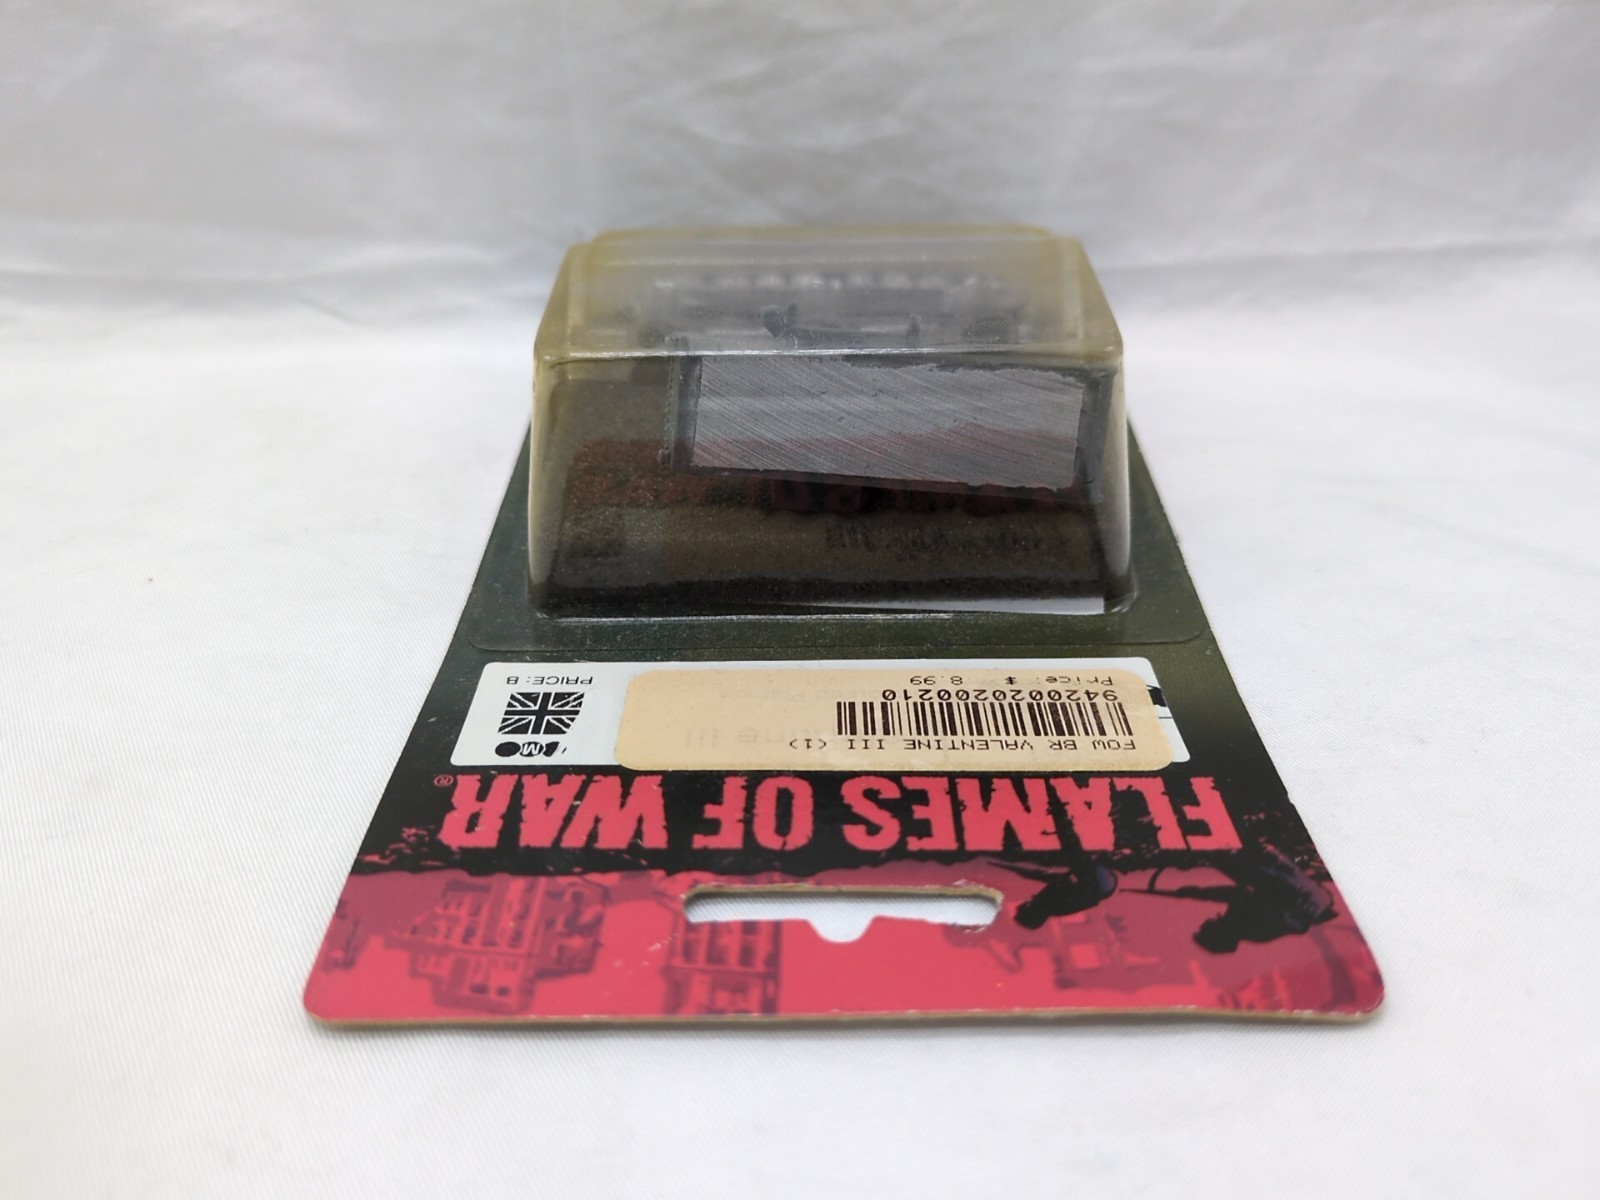 FLAMES OF WAR®
FOW BR VALENTINE III (1)
9420020200210
Price: $ 8.99
PRICE: B